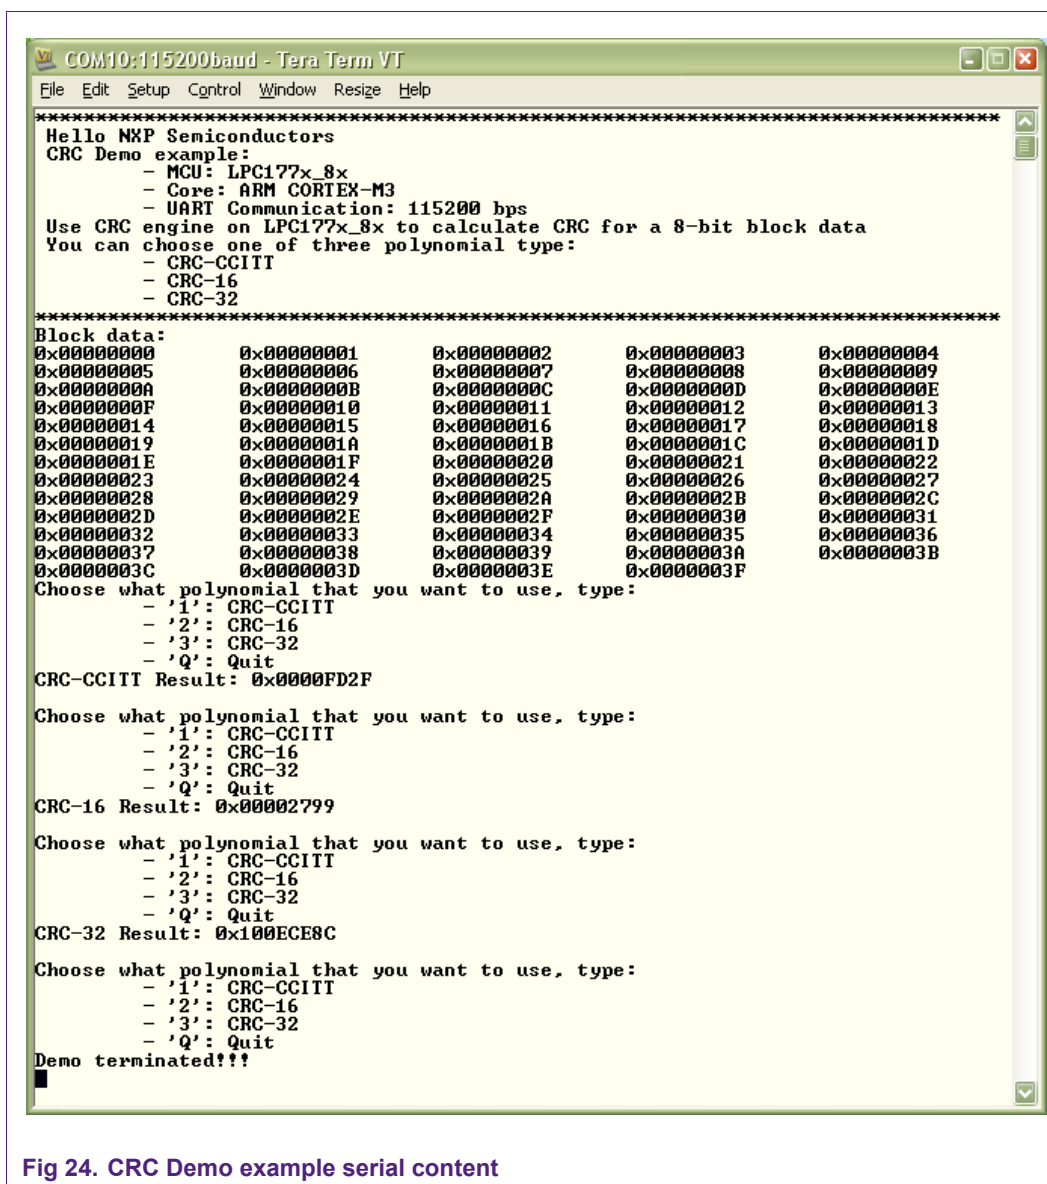 COM10:115200baud - Tera Term VT
File Edit Setup Control Window Resize Help
********************************************************************************
Hello NXP Semiconductors
CRC Demo example:
- MCU: LPC177x_8x
- Core: ARM CORTEX-M3
- UART Communication: 115200 bps
Use CRC engine on LPC177x_8x to calculate CRC for a 8-bit block data
You can choose one of three polynomial type:
- CRC-CCITT
- CRC-16
- CRC-32
********************************************************************************
Block data:
0x00000000 0x00000001 0x00000002 0x00000003 0x00000004
0x00000005 0x00000006 0x00000007 0x00000008 0x00000009
0x0000000A 0x0000000B 0x0000000C 0x0000000D 0x0000000E
0x0000000F 0x00000010 0x00000011 0x00000012 0x00000013
0x00000014 0x00000015 0x00000016 0x00000017 0x00000018
0x00000019 0x0000001A 0x0000001B 0x0000001C 0x0000001D
0x0000001E 0x0000001F 0x00000020 0x00000021 0x00000022
0x00000023 0x00000024 0x00000025 0x00000026 0x00000027
0x00000028 0x00000029 0x0000002A 0x0000002B 0x0000002C
0x0000002D 0x0000002E 0x0000002F 0x00000030 0x00000031
0x00000032 0x00000033 0x00000034 0x00000035 0x00000036
0x00000037 0x00000038 0x00000039 0x0000003A 0x0000003B
0x0000003C 0x0000003D 0x0000003E 0x0000003F
Choose what polynomial that you want to use, type:
- '1': CRC-CCITT
- '2': CRC-16
- '3': CRC-32
- 'Q': Quit
CRC-CCITT Result: 0x0000FD2F
Choose what polynomial that you want to use, type:
- '1': CRC-CCITT
- '2': CRC-16
- '3': CRC-32
- 'Q': Quit
CRC-16 Result: 0x00002799
Choose what polynomial that you want to use, type:
- '1': CRC-CCITT
- '2': CRC-16
- '3': CRC-32
- 'Q': Quit
CRC-32 Result: 0x100ECE8C
Choose what polynomial that you want to use, type:
- '1': CRC-CCITT
- '2': CRC-16
- '3': CRC-32
- 'Q': Quit
Demo terminated!!!
Fig 24. CRC Demo example serial content